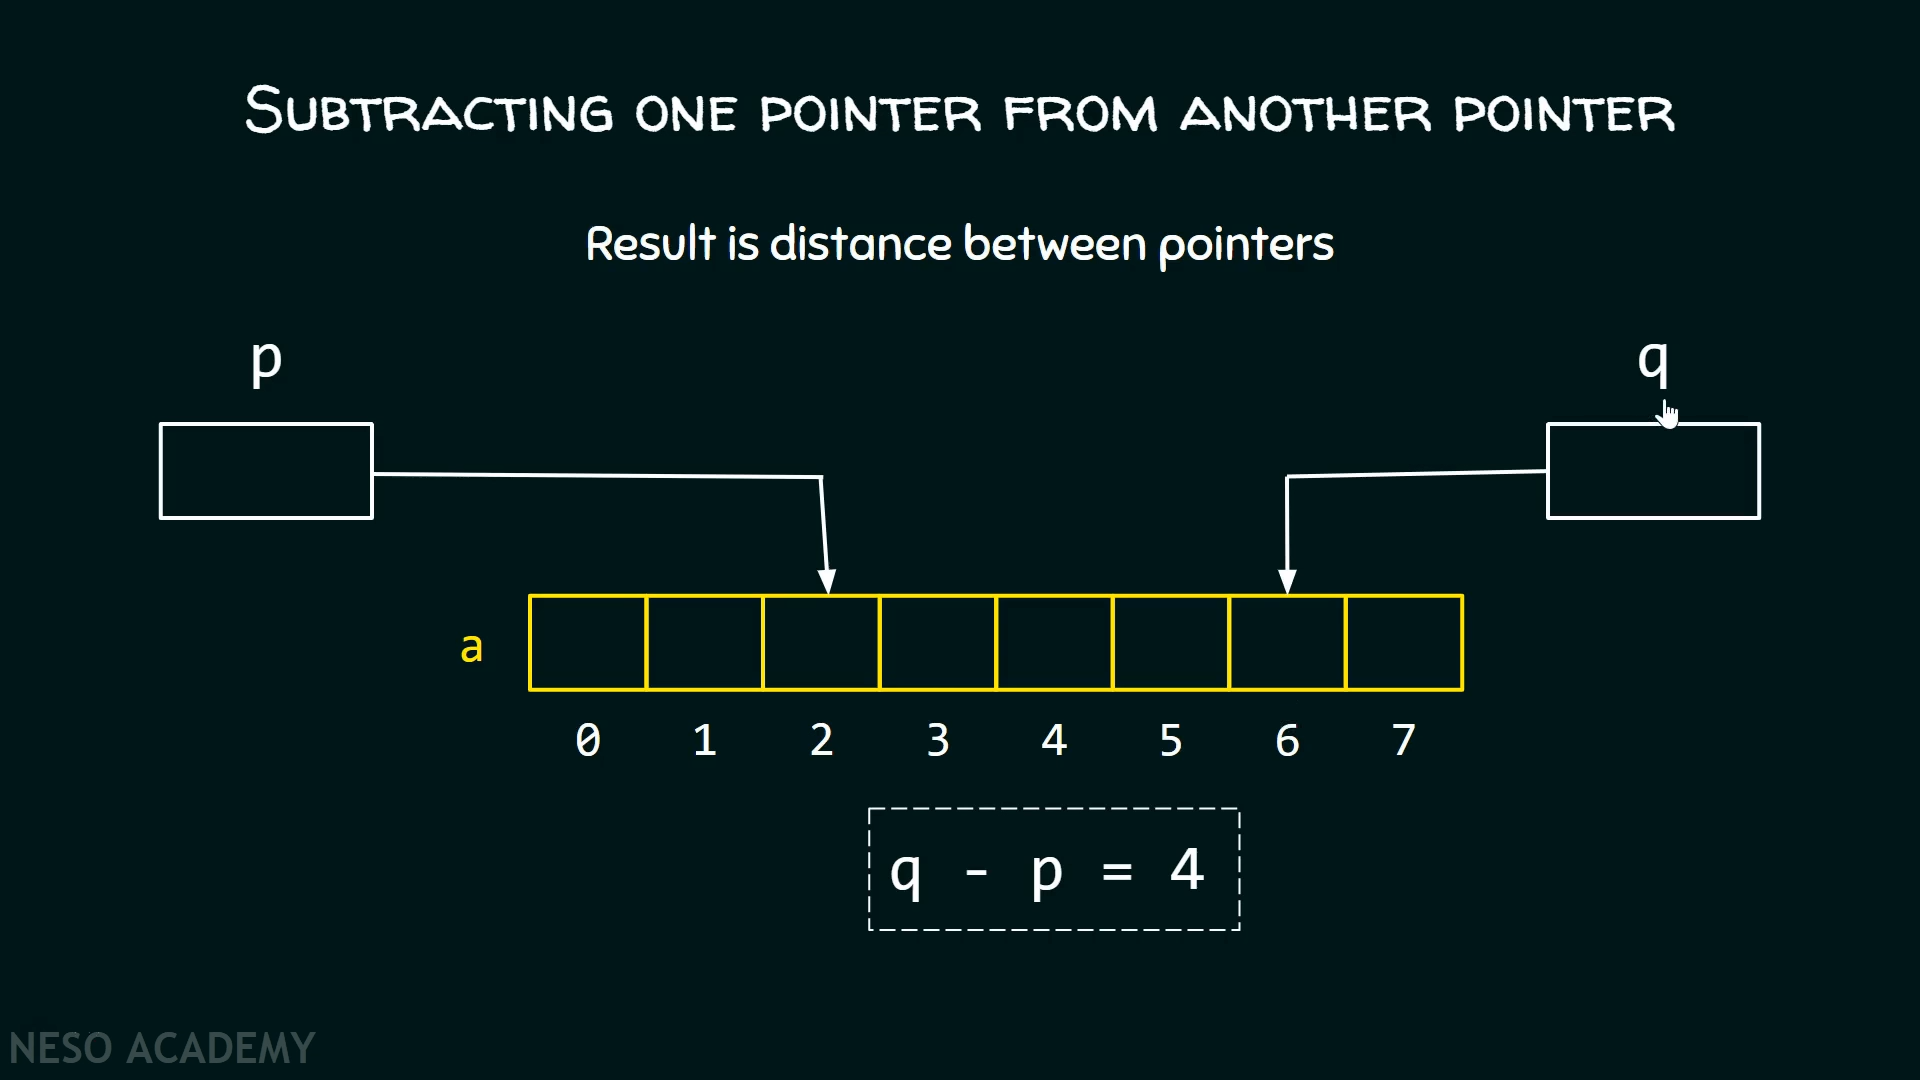 Subtracting one pointer from another pointer
Result is distance between pointers
p
q
a
0 1 2 3 4 5 6 7
q - p = 4
NESO ACADEMY